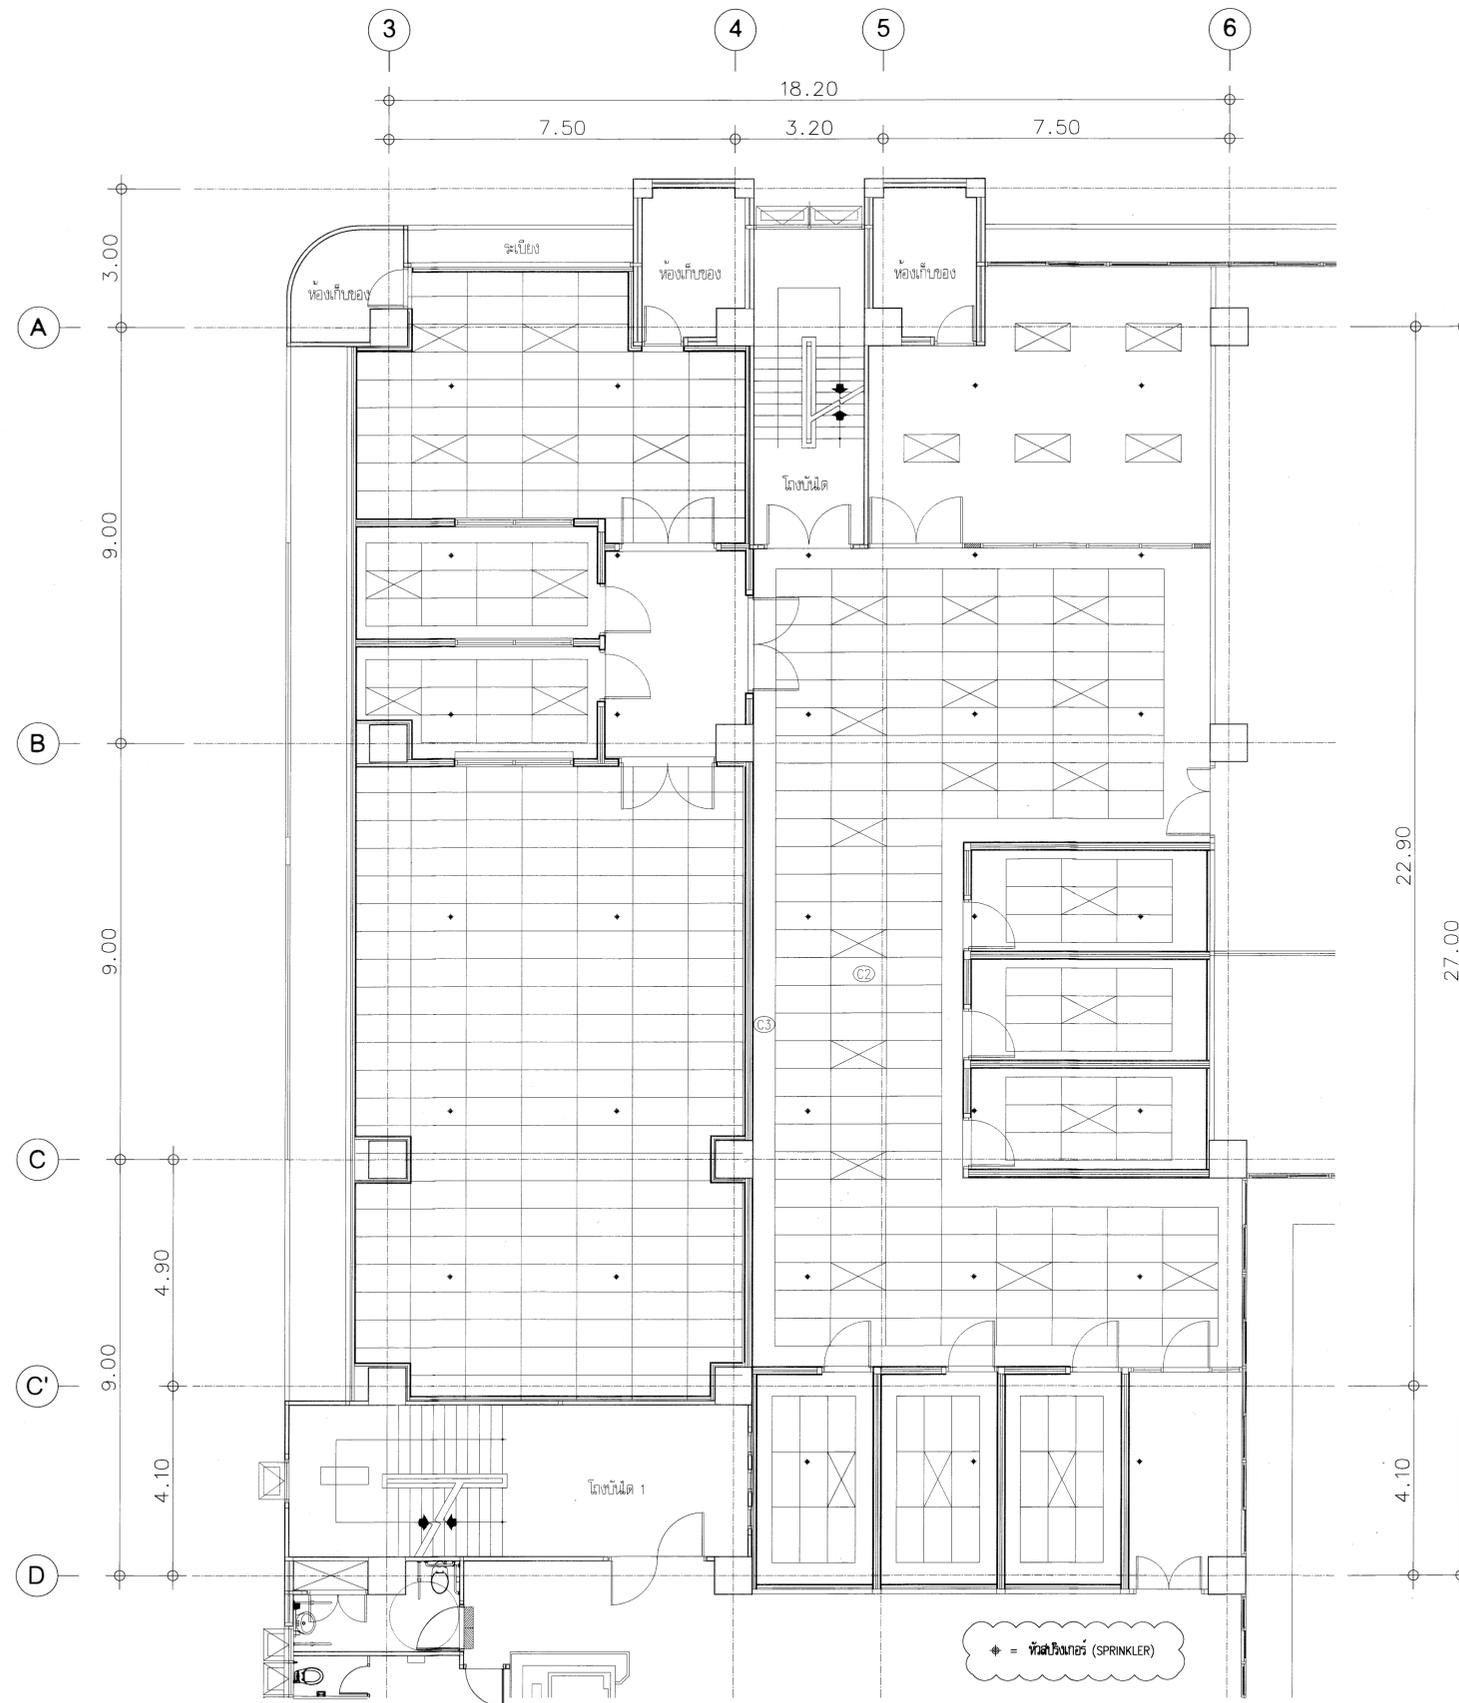 3 4 5 6
18.20
7.50 3.20 7.50
3.00
ระเบียง
ห้องเก็บของ ห้องเก็บของ
ห้องเก็บของ
A
โถงบันได
9.00
B
22.90
9.00
27.00
C2
C3
C
4.90
9.00
C'
4.10
โถงบันได 1
4.10
D
= หัวสปริงเกอร์ (SPRINKLER)